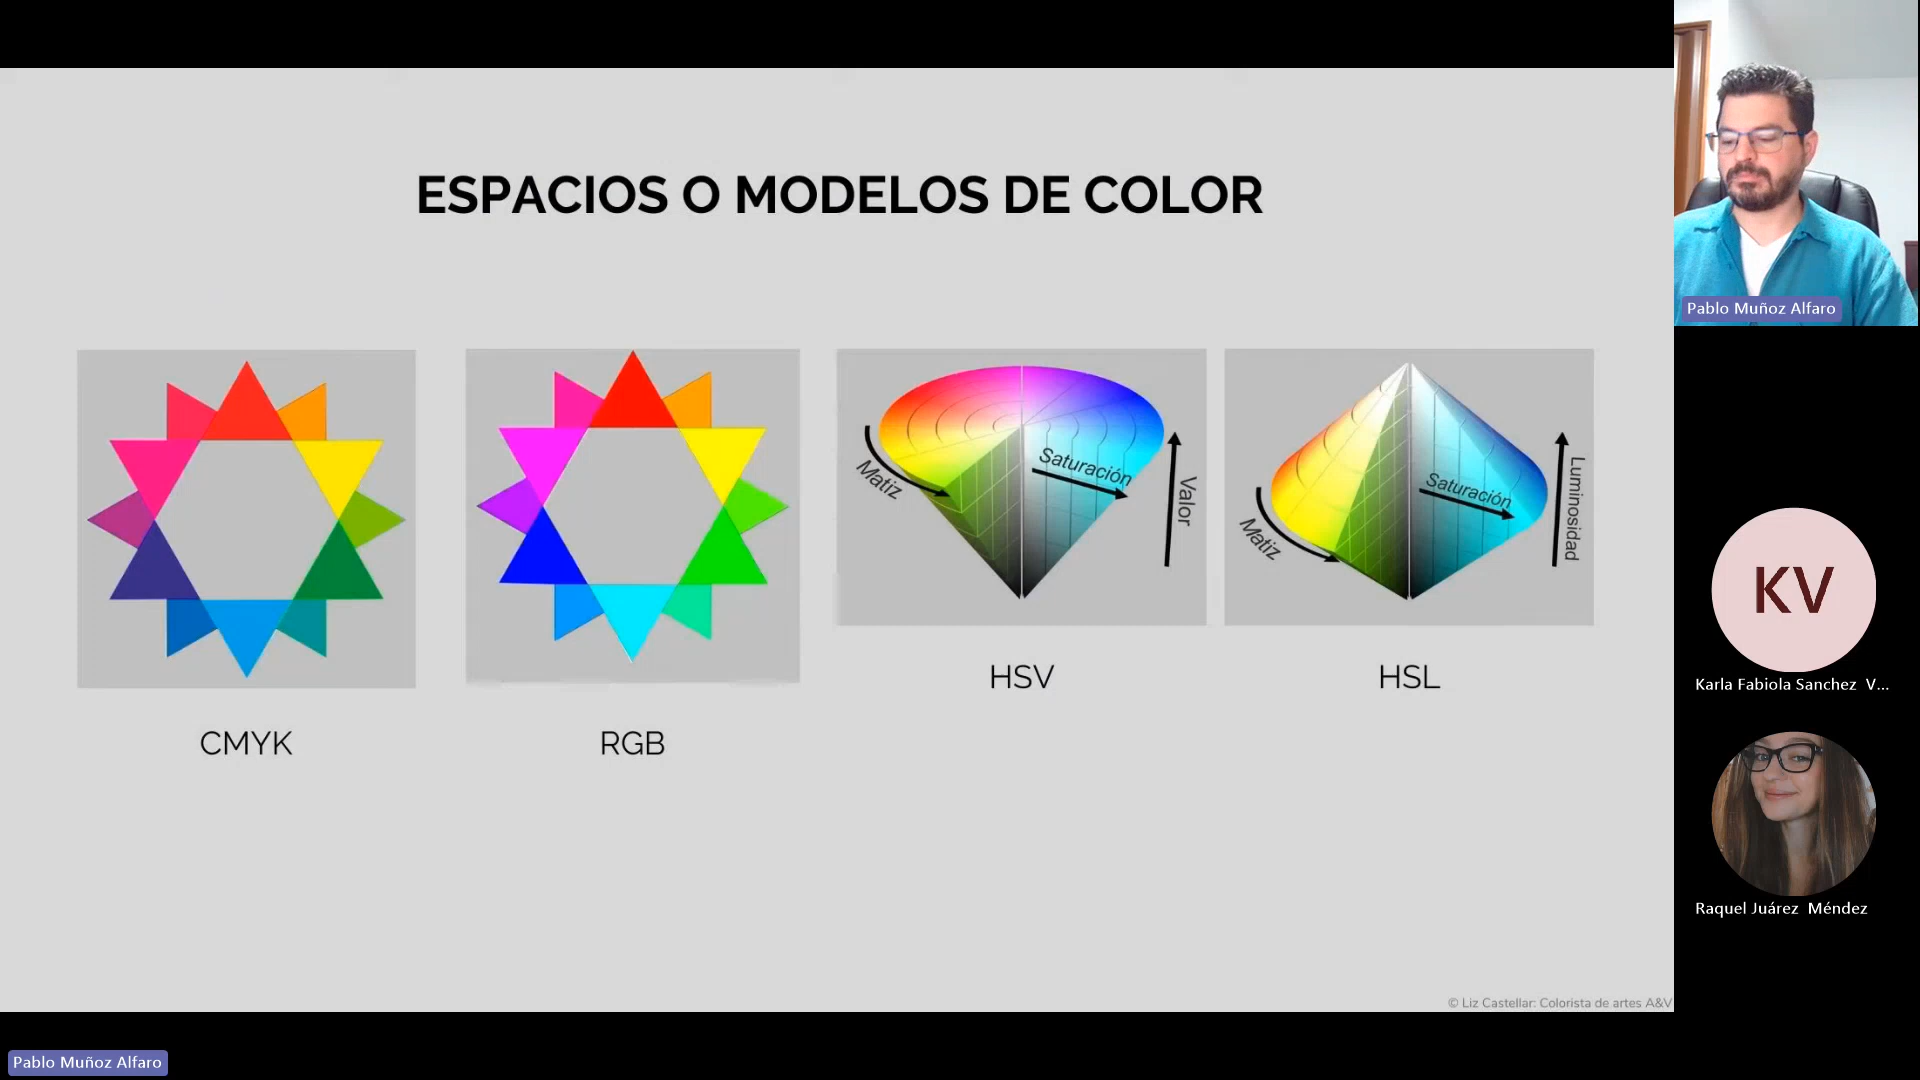 ESPACIOS O MODELOS DE COLOR
Matiz
Saturación
Valor
Matiz
Saturación
Luminosidad
CMYK
RGB
HSV
HSL
© Liz Castellar: Colorista de artes A&V
Pablo Muñoz Alfaro
KV
Karla Fabiola Sanchez V...
Raquel Juárez Méndez
Pablo Muñoz Alfaro